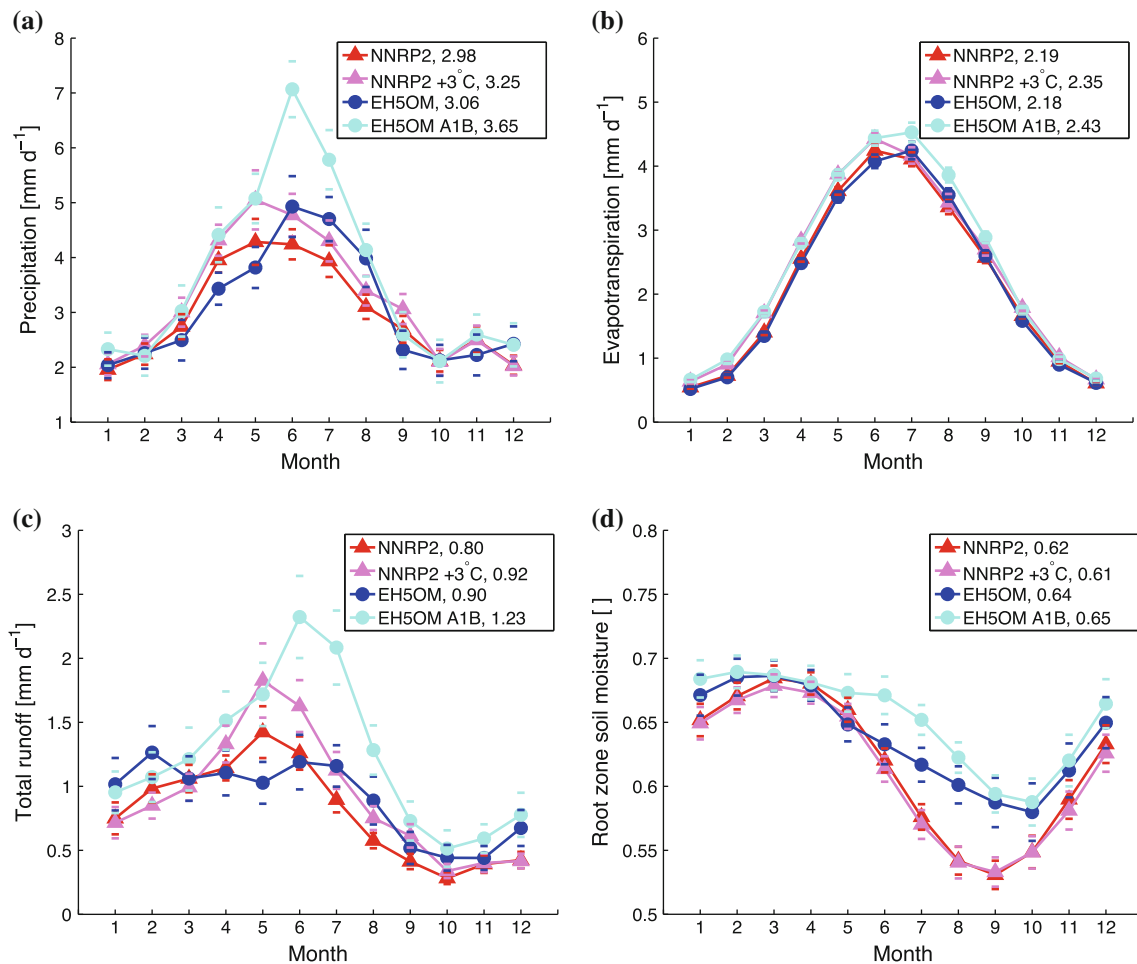 (a)
8
7
6
5
4
3
2
1
Precipitation [mm d⁻¹]
NNRP2, 2.98
NNRP2 +3°C, 3.25
EH5OM, 3.06
EH5OM A1B, 3.65
1 2 3 4 5 6 7 8 9 10 11 12
Month
(b)
6
5
4
3
2
1
0
Evapotranspiration [mm d⁻¹]
NNRP2, 2.19
NNRP2 +3°C, 2.35
EH5OM, 2.18
EH5OM A1B, 2.43
1 2 3 4 5 6 7 8 9 10 11 12
Month
(c)
3
2.5
2
1.5
1
0.5
0
Total runoff [mm d⁻¹]
NNRP2, 0.80
NNRP2 +3°C, 0.92
EH5OM, 0.90
EH5OM A1B, 1.23
1 2 3 4 5 6 7 8 9 10 11 12
Month
(d)
0.8
0.75
0.7
0.65
0.6
0.55
0.5
Root zone soil moisture [ ]
NNRP2, 0.62
NNRP2 +3°C, 0.61
EH5OM, 0.64
EH5OM A1B, 0.65
1 2 3 4 5 6 7 8 9 10 11 12
Month